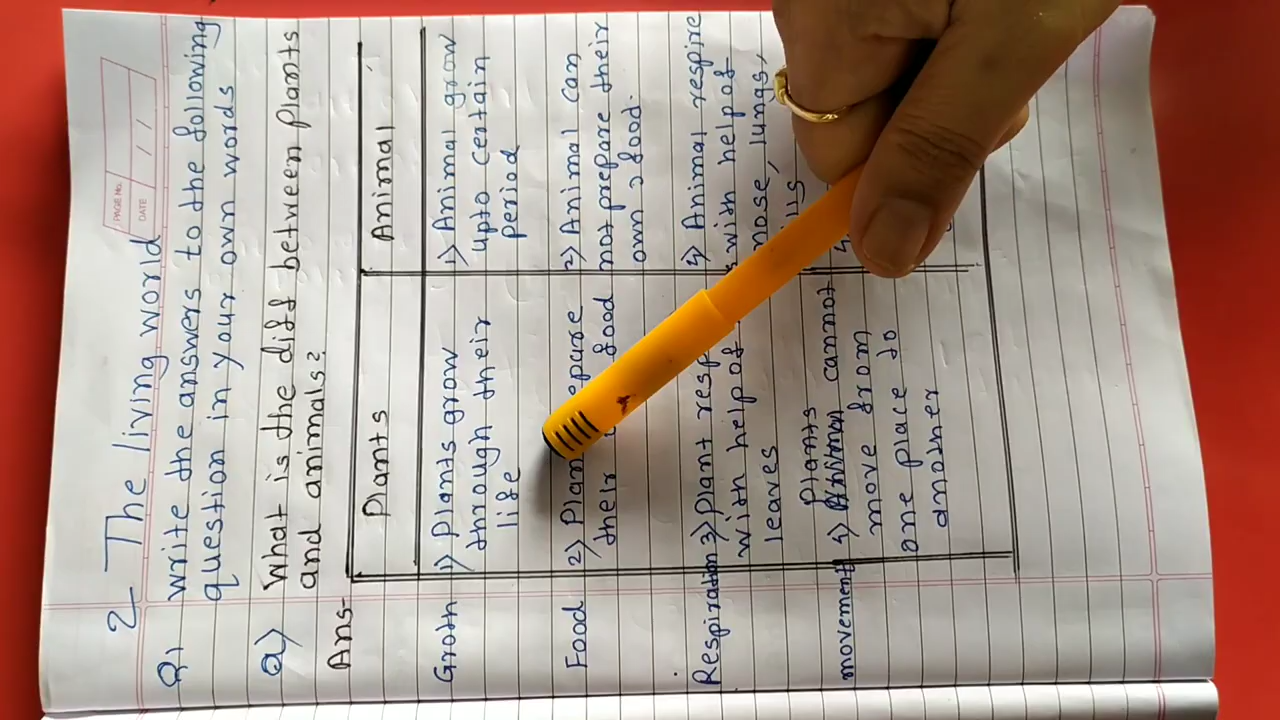 PAGE No.
DATE / /
2 The living world
Q1 write the answers to the following
question in your own words
a) What is the diff between plants
and animals?
Ans-
Plants Animal
Groth 1) plants grow 1) Animal grow
through their upto certain
life period
Food 2) 2) Animal can
their food not prepare their
own food.
Respiration 3) plant Animal respire
with help of with help of
leaves nose, lungs,
plants
movement 4) cannot
move from
one place to
another